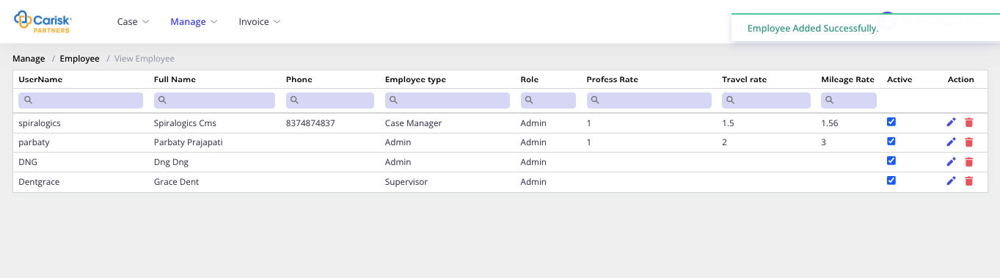 Carisk
PARTNERS
Case Manage Invoice
Employee Added Successfully.
Manage / Employee / View Employee
UserName Full Name Phone Employee type Role Profess Rate Travel rate Mileage Rate Active Action
spiralogics Spiralogics Cms 8374874837 Case Manager Admin 1 1.5 1.56
parbaty Parbaty Prajapati Admin Admin 1 2 3
DNG Dng Dng Admin Admin
Dentgrace Grace Dent Supervisor Admin